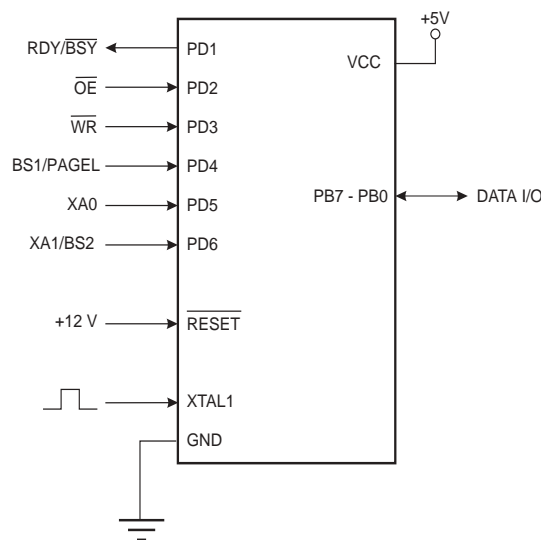 +5V
RDY/BSY PD1
VCC
OE PD2
WR PD3
BS1/PAGEL PD4
XA0 PD5 PB7 - PB0 DATA I/O
XA1/BS2 PD6
+12 V RESET
XTAL1
GND